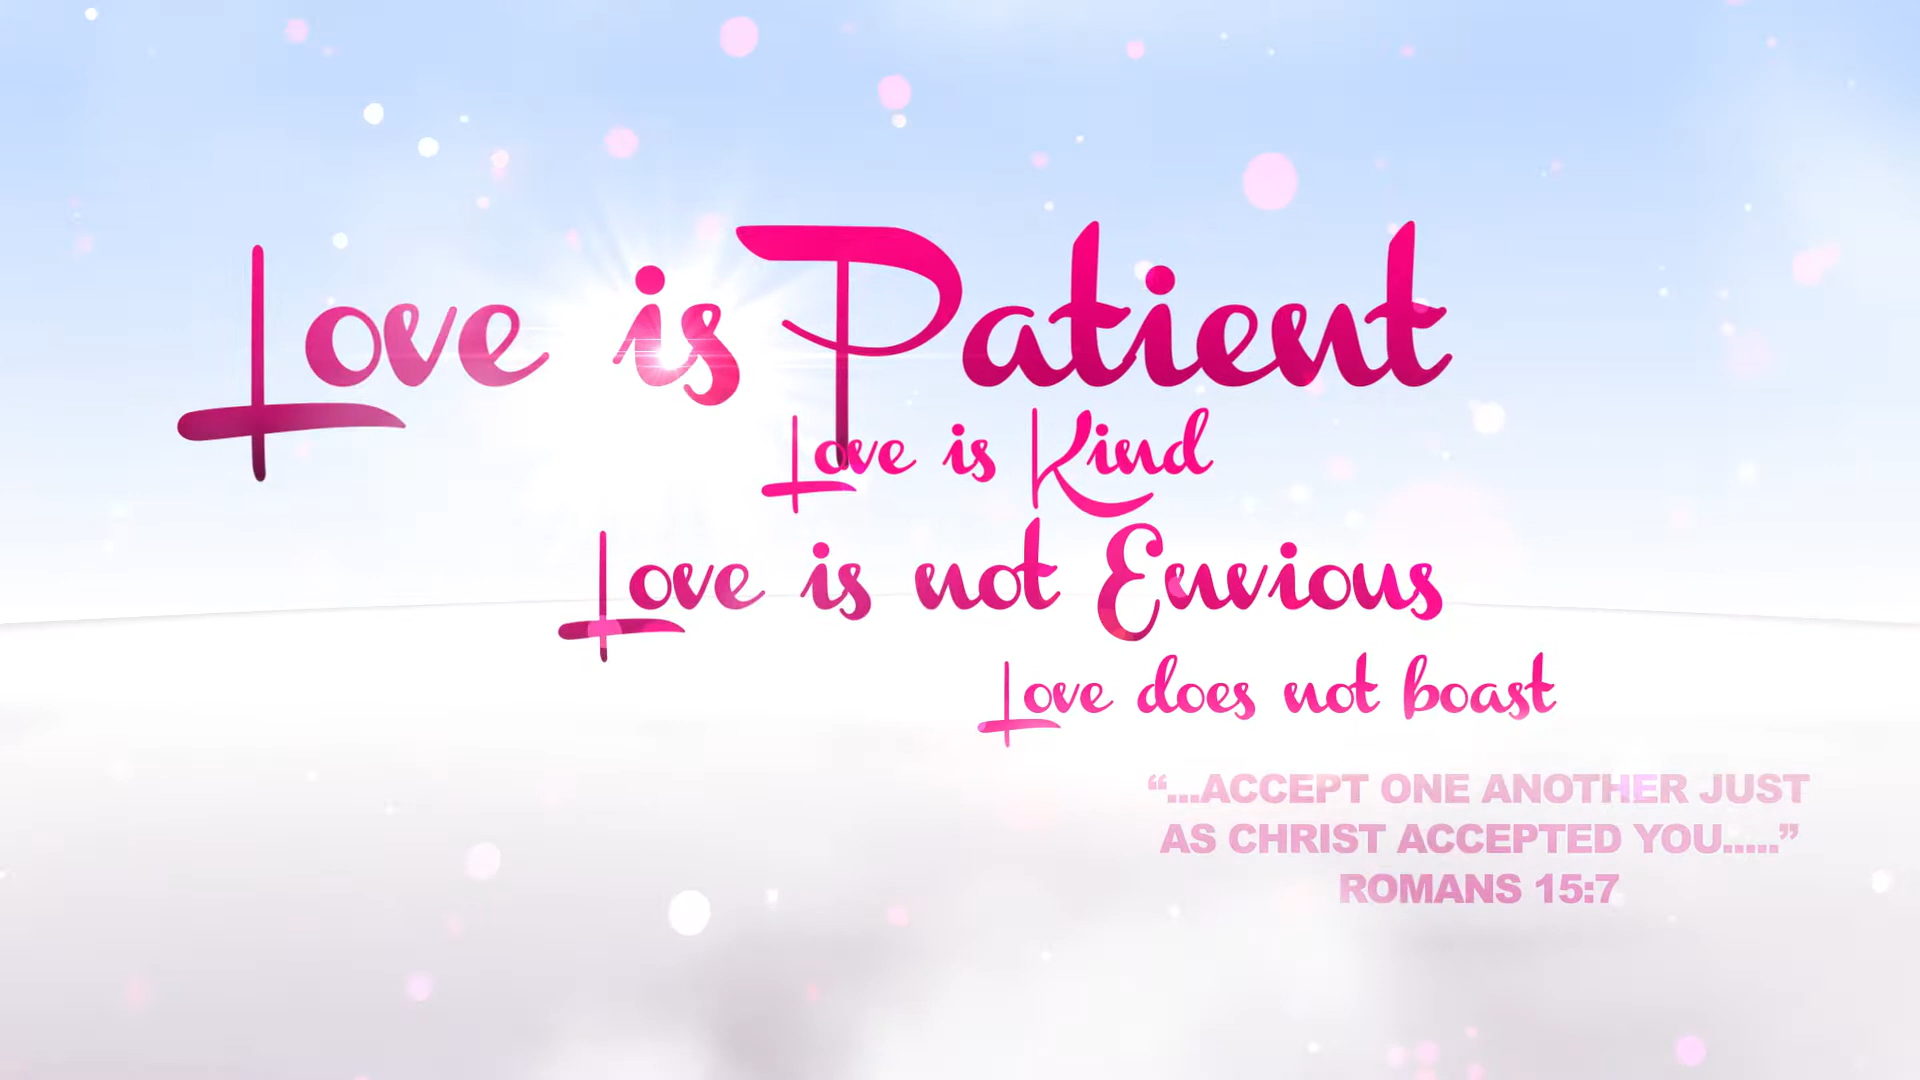 Love is Patient
Love is Kind
Love is not Envious
Love does not boast
“...ACCEPT ONE ANOTHER JUST
AS CHRIST ACCEPTED YOU.....”
ROMANS 15:7